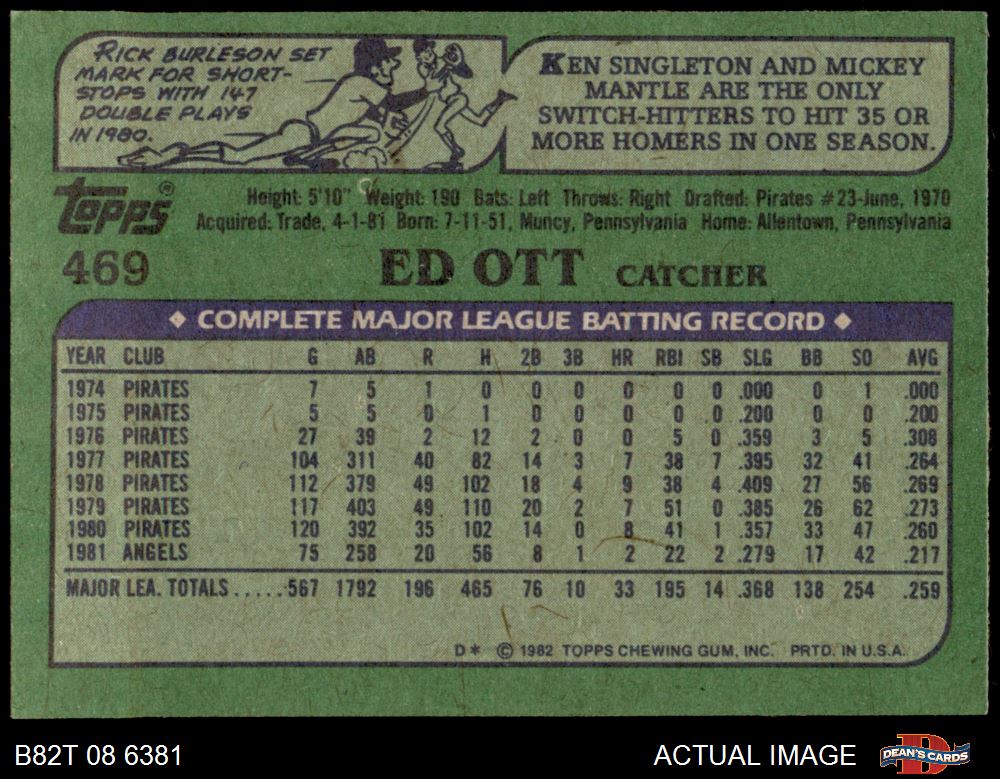 RICK BURLESON SET
MARK FOR SHORT-
STOPS WITH 147
DOUBLE PLAYS
IN 1980.
KEN SINGLETON AND MICKEY
MANTLE ARE THE ONLY
SWITCH-HITTERS TO HIT 35 OR
MORE HOMERS IN ONE SEASON.
Topps®
Height: 5'10" Weight: 190 Bats: Left Throws: Right Drafted: Pirates #23-June, 1970
Acquired: Trade, 4-1-81 Born: 7-11-51, Muncy, Pennsylvania Home: Allentown, Pennsylvania
469 ED OTT CATCHER
◆ COMPLETE MAJOR LEAGUE BATTING RECORD ◆
YEAR CLUB G AB R H 2B 3B HR RBI SB SLG BB SO AVG
1974 PIRATES 7 5 1 0 0 0 0 0 0 .000 0 1 .000
1975 PIRATES 5 5 0 1 0 0 0 0 0 .200 0 0 .200
1976 PIRATES 27 39 2 12 2 0 0 5 0 .359 3 5 .308
1977 PIRATES 104 311 40 82 14 3 7 38 7 .395 32 41 .264
1978 PIRATES 112 379 49 102 18 4 9 38 4 .409 27 56 .269
1979 PIRATES 117 403 49 110 20 2 7 51 0 .385 26 62 .273
1980 PIRATES 120 392 35 102 14 0 8 41 1 .357 33 47 .260
1981 ANGELS 75 258 20 56 8 1 2 22 2 .279 17 42 .217
MAJOR LEA. TOTALS.....567 1792 196 465 76 10 33 195 14 .368 138 254 .259
D* © 1982 TOPPS CHEWING GUM, INC. PRTD. IN U.S.A.
B82T 08 6381 ACTUAL IMAGE DEAN'S CARDS